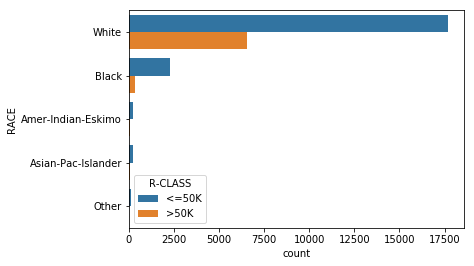 White
Black
Amer-Indian-Eskimo
Asian-Pac-Islander
Other
RACE
R-CLASS
<=50K
>50K
0 2500 5000 7500 10000 12500 15000 17500
count